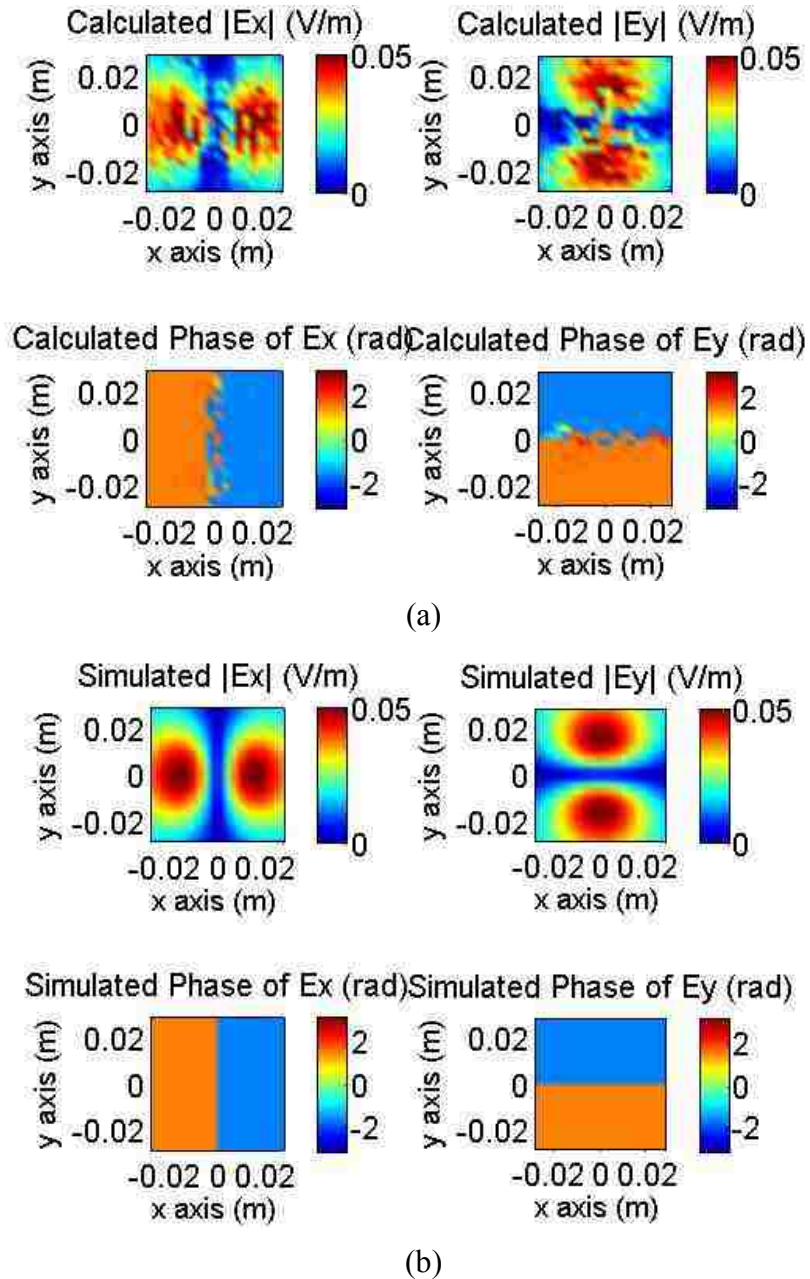 Calculated |Ex| (V/m)
Calculated |Ey| (V/m)
y axis (m)
0.02
0
-0.02
-0.02 0 0.02
x axis (m)
0.05
0
y axis (m)
0.02
0
-0.02
-0.02 0 0.02
x axis (m)
0.05
0
Calculated Phase of Ex (rad)
Calculated Phase of Ey (rad)
y axis (m)
0.02
0
-0.02
-0.02 0 0.02
x axis (m)
2
0
-2
y axis (m)
0.02
0
-0.02
-0.02 0 0.02
x axis (m)
2
0
-2
(a)
Simulated |Ex| (V/m)
Simulated |Ey| (V/m)
y axis (m)
0.02
0
-0.02
-0.02 0 0.02
x axis (m)
0.05
0
y axis (m)
0.02
0
-0.02
-0.02 0 0.02
x axis (m)
0.05
0
Simulated Phase of Ex (rad)
Simulated Phase of Ey (rad)
y axis (m)
0.02
0
-0.02
-0.02 0 0.02
x axis (m)
2
0
-2
y axis (m)
0.02
0
-0.02
-0.02 0 0.02
x axis (m)
2
0
-2
(b)